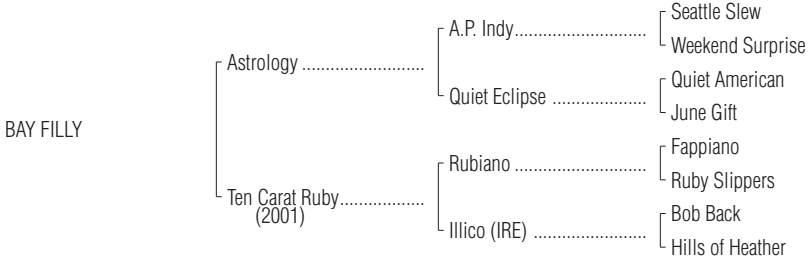 Seattle Slew
A.P. Indy..............................
Weekend Surprise
Astrology ............................
Quiet American
Quiet Eclipse ......................
June Gift
BAY FILLY
Fappiano
Rubiano ..............................
Ruby Slippers
Ten Carat Ruby...................
(2001)
Bob Back
Illico (IRE) ..........................
Hills of Heather